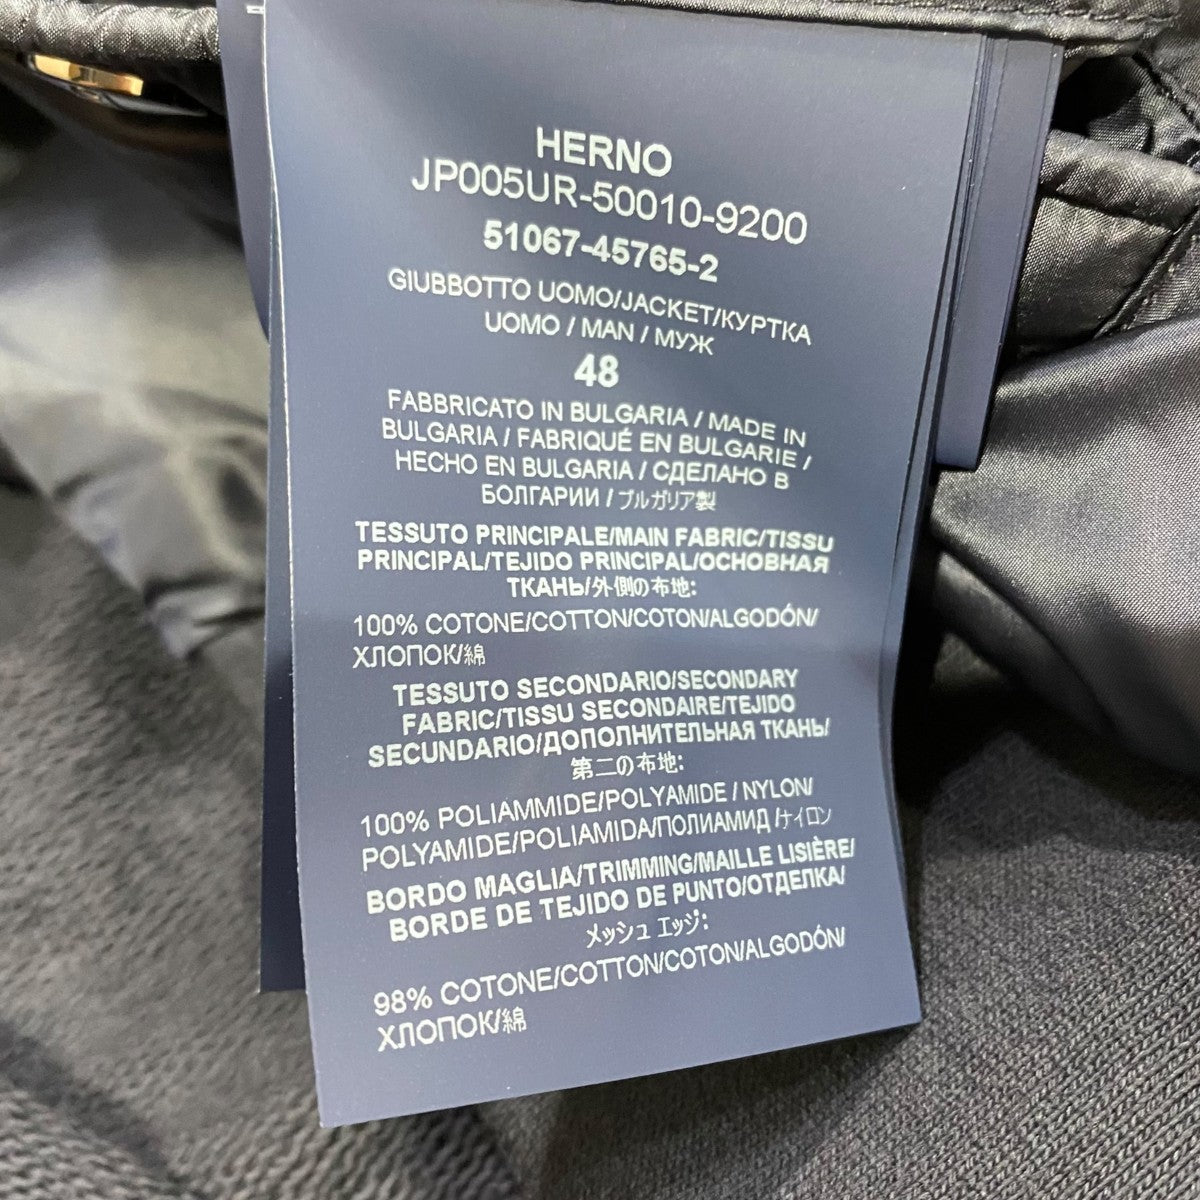 HERNO
JP005UR-50010-9200
51067-45765-2
GIUBBOTTO UOMO/JACKET/КУРТКА
UOMO / MAN / МУЖ
48
FABBRICATO IN BULGARIA / MADE IN
BULGARIA / FABRIQUÉ EN BULGARIE /
HECHO EN BULGARIA / СДЕЛАНО В
БОЛГАРИИ / ブルガリア製
TESSUTO PRINCIPALE/MAIN FABRIC/TISSU
PRINCIPAL/TEJIDO PRINCIPAL/ОСНОВНАЯ
ТКАНЬ/外側の布地:
100% COTONE/COTTON/COTON/ALGODÓN/
ХЛОПОК/綿
TESSUTO SECONDARIO/SECONDARY
FABRIC/TISSU SECONDAIRE/TEJIDO
SECUNDARIO/ДОПОЛНИТЕЛЬНАЯ ТКАНЬ/
第二の布地:
100% POLIAMMIDE/POLYAMIDE / NYLON/
POLYAMIDE/POLIAMIDA/ПОЛИАМИД /ナイロン
BORDO MAGLIA/TRIMMING/MAILLE LISIÈRE/
BORDE DE TEJIDO DE PUNTO/ОТДЕЛКА/
メッシュ エッジ:
98% COTONE/COTTON/COTON/ALGODÓN/
ХЛОПОК/綿